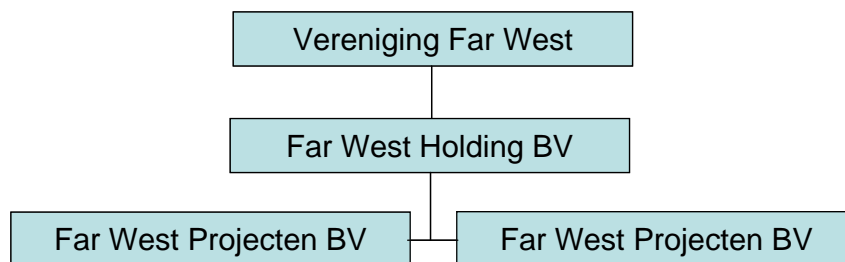 Vereniging Far West
Far West Holding BV
Far West Projecten BV
Far West Projecten BV